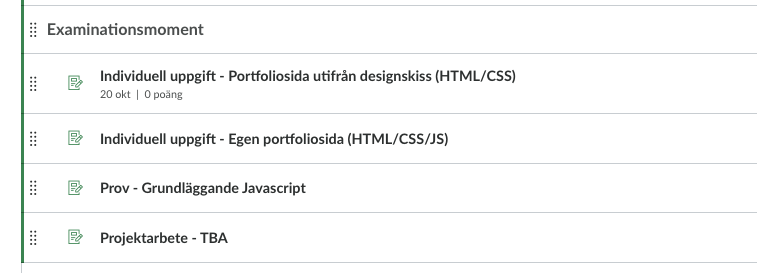 Examinationsmoment
Individuell uppgift - Portfoliosida utifrån designskiss (HTML/CSS)
20 okt | 0 poäng
Individuell uppgift - Egen portfoliosida (HTML/CSS/JS)
Prov - Grundläggande Javascript
Projektarbete - TBA